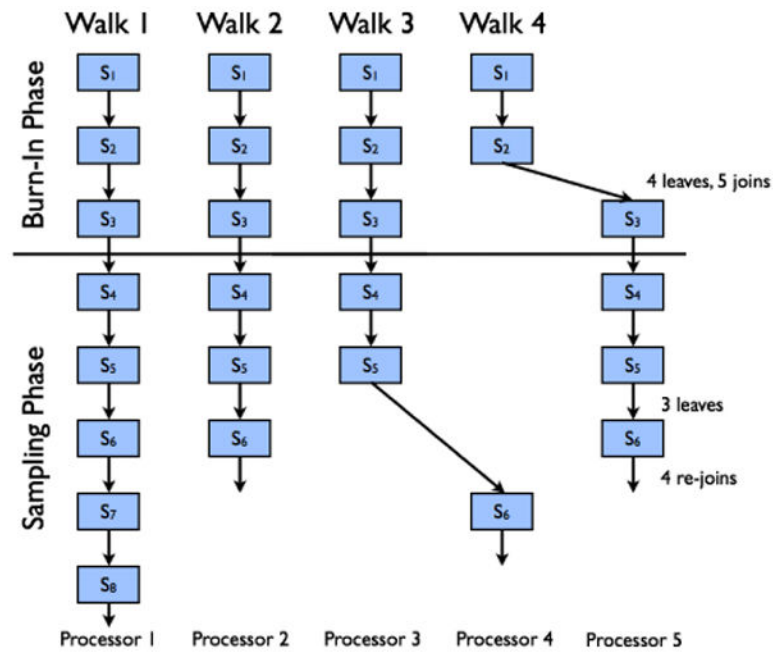 Walk 1 Walk 2 Walk 3 Walk 4
Burn-In Phase
S₁ S₁ S₁ S₁
S₂ S₂ S₂ S₂
4 leaves, 5 joins
S₃ S₃ S₃ S₃
Sampling Phase
S₄ S₄ S₄ S₄
S₅ S₅ S₅ S₅
3 leaves
S₆ S₆ S₆
4 re-joins
S₇ S₆
S₈
Processor 1 Processor 2 Processor 3 Processor 4 Processor 5